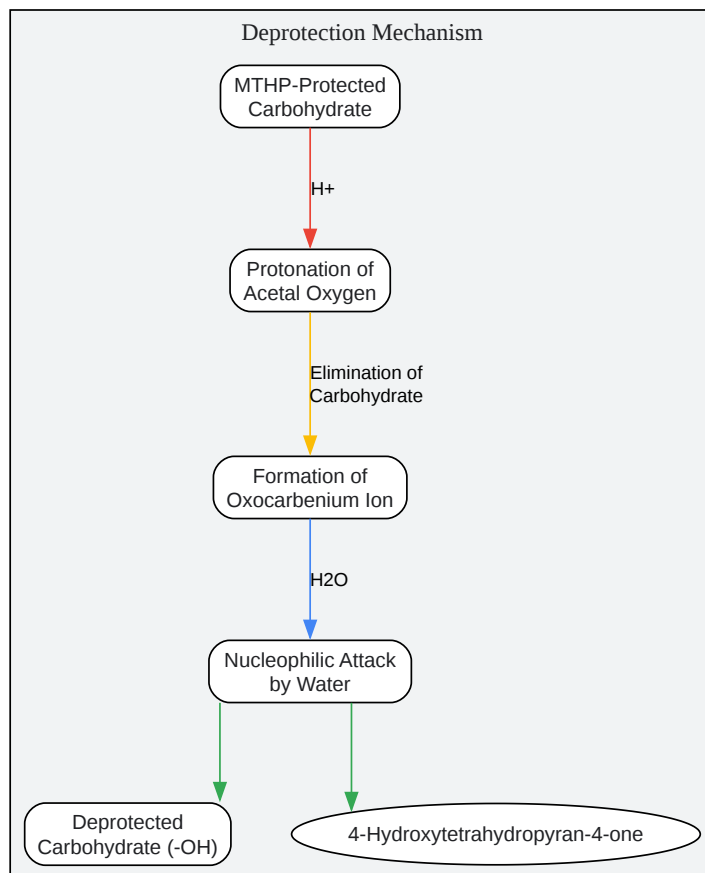 Deprotection Mechanism
MTHP-Protected
Carbohydrate
H+
Protonation of
Acetal Oxygen
Elimination of
Carbohydrate
Formation of
Oxocarbenium Ion
H2O
Nucleophilic Attack
by Water
Deprotected
Carbohydrate (-OH)
4-Hydroxytetrahydropyran-4-one